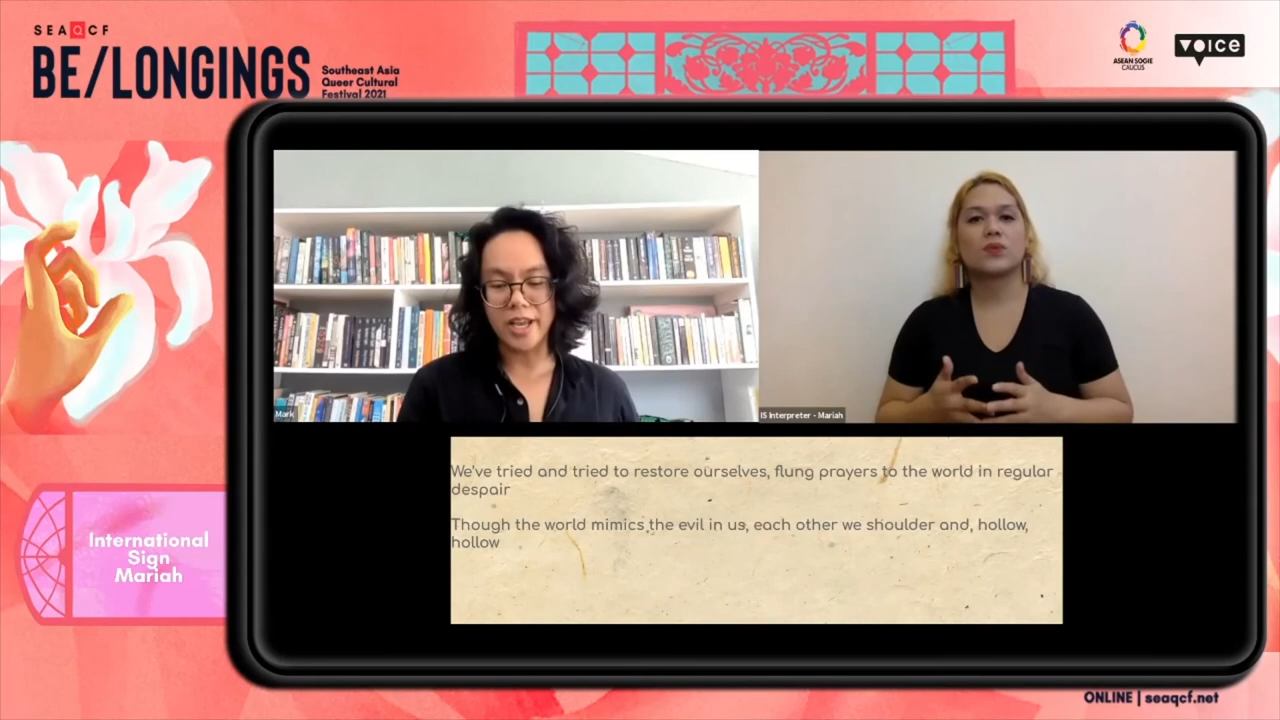 SEAQCF
BE/LONGINGS
Southeast Asia
Queer Cultural
Festival 2021
ASEAN SOGIE
CAUCUS
VOICE
Mark
IS Interpreter - Mariah
We've tried and tried to restore ourselves, flung prayers to the world in regular
despair
Though the world mimics the evil in us, each other we shoulder and, hollow,
hollow
International
Sign
Mariah
ONLINE | seaqcf.net